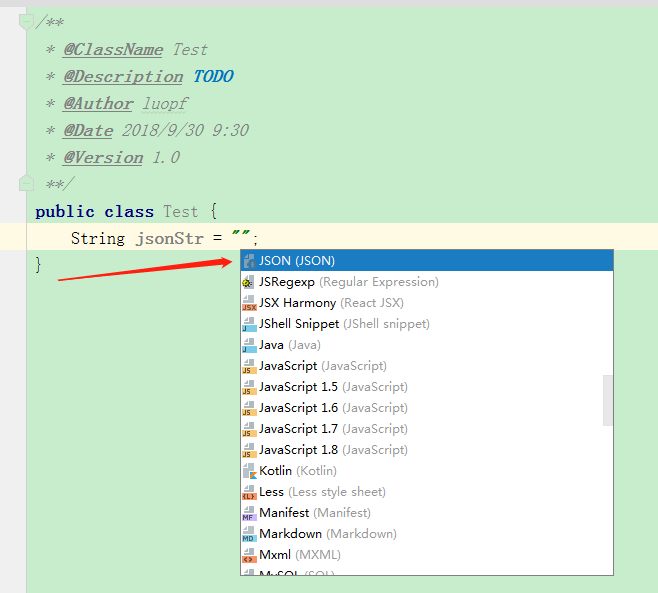 /**
* @ClassName Test
* @Description TODO
* @Author luopf
* @Date 2018/9/30 9:30
* @Version 1.0
**/
public class Test {
String jsonStr = "";
}
JSON (JSON)
JSRegexp (Regular Expression)
JSX Harmony (React JSX)
JShell Snippet (JShell snippet)
Java (Java)
JavaScript (JavaScript)
JavaScript 1.5 (JavaScript)
JavaScript 1.6 (JavaScript)
JavaScript 1.7 (JavaScript)
JavaScript 1.8 (JavaScript)
Kotlin (Kotlin)
Less (Less style sheet)
Manifest (Manifest)
Markdown (Markdown)
Mxml (MXML)
MySQL (SQL)